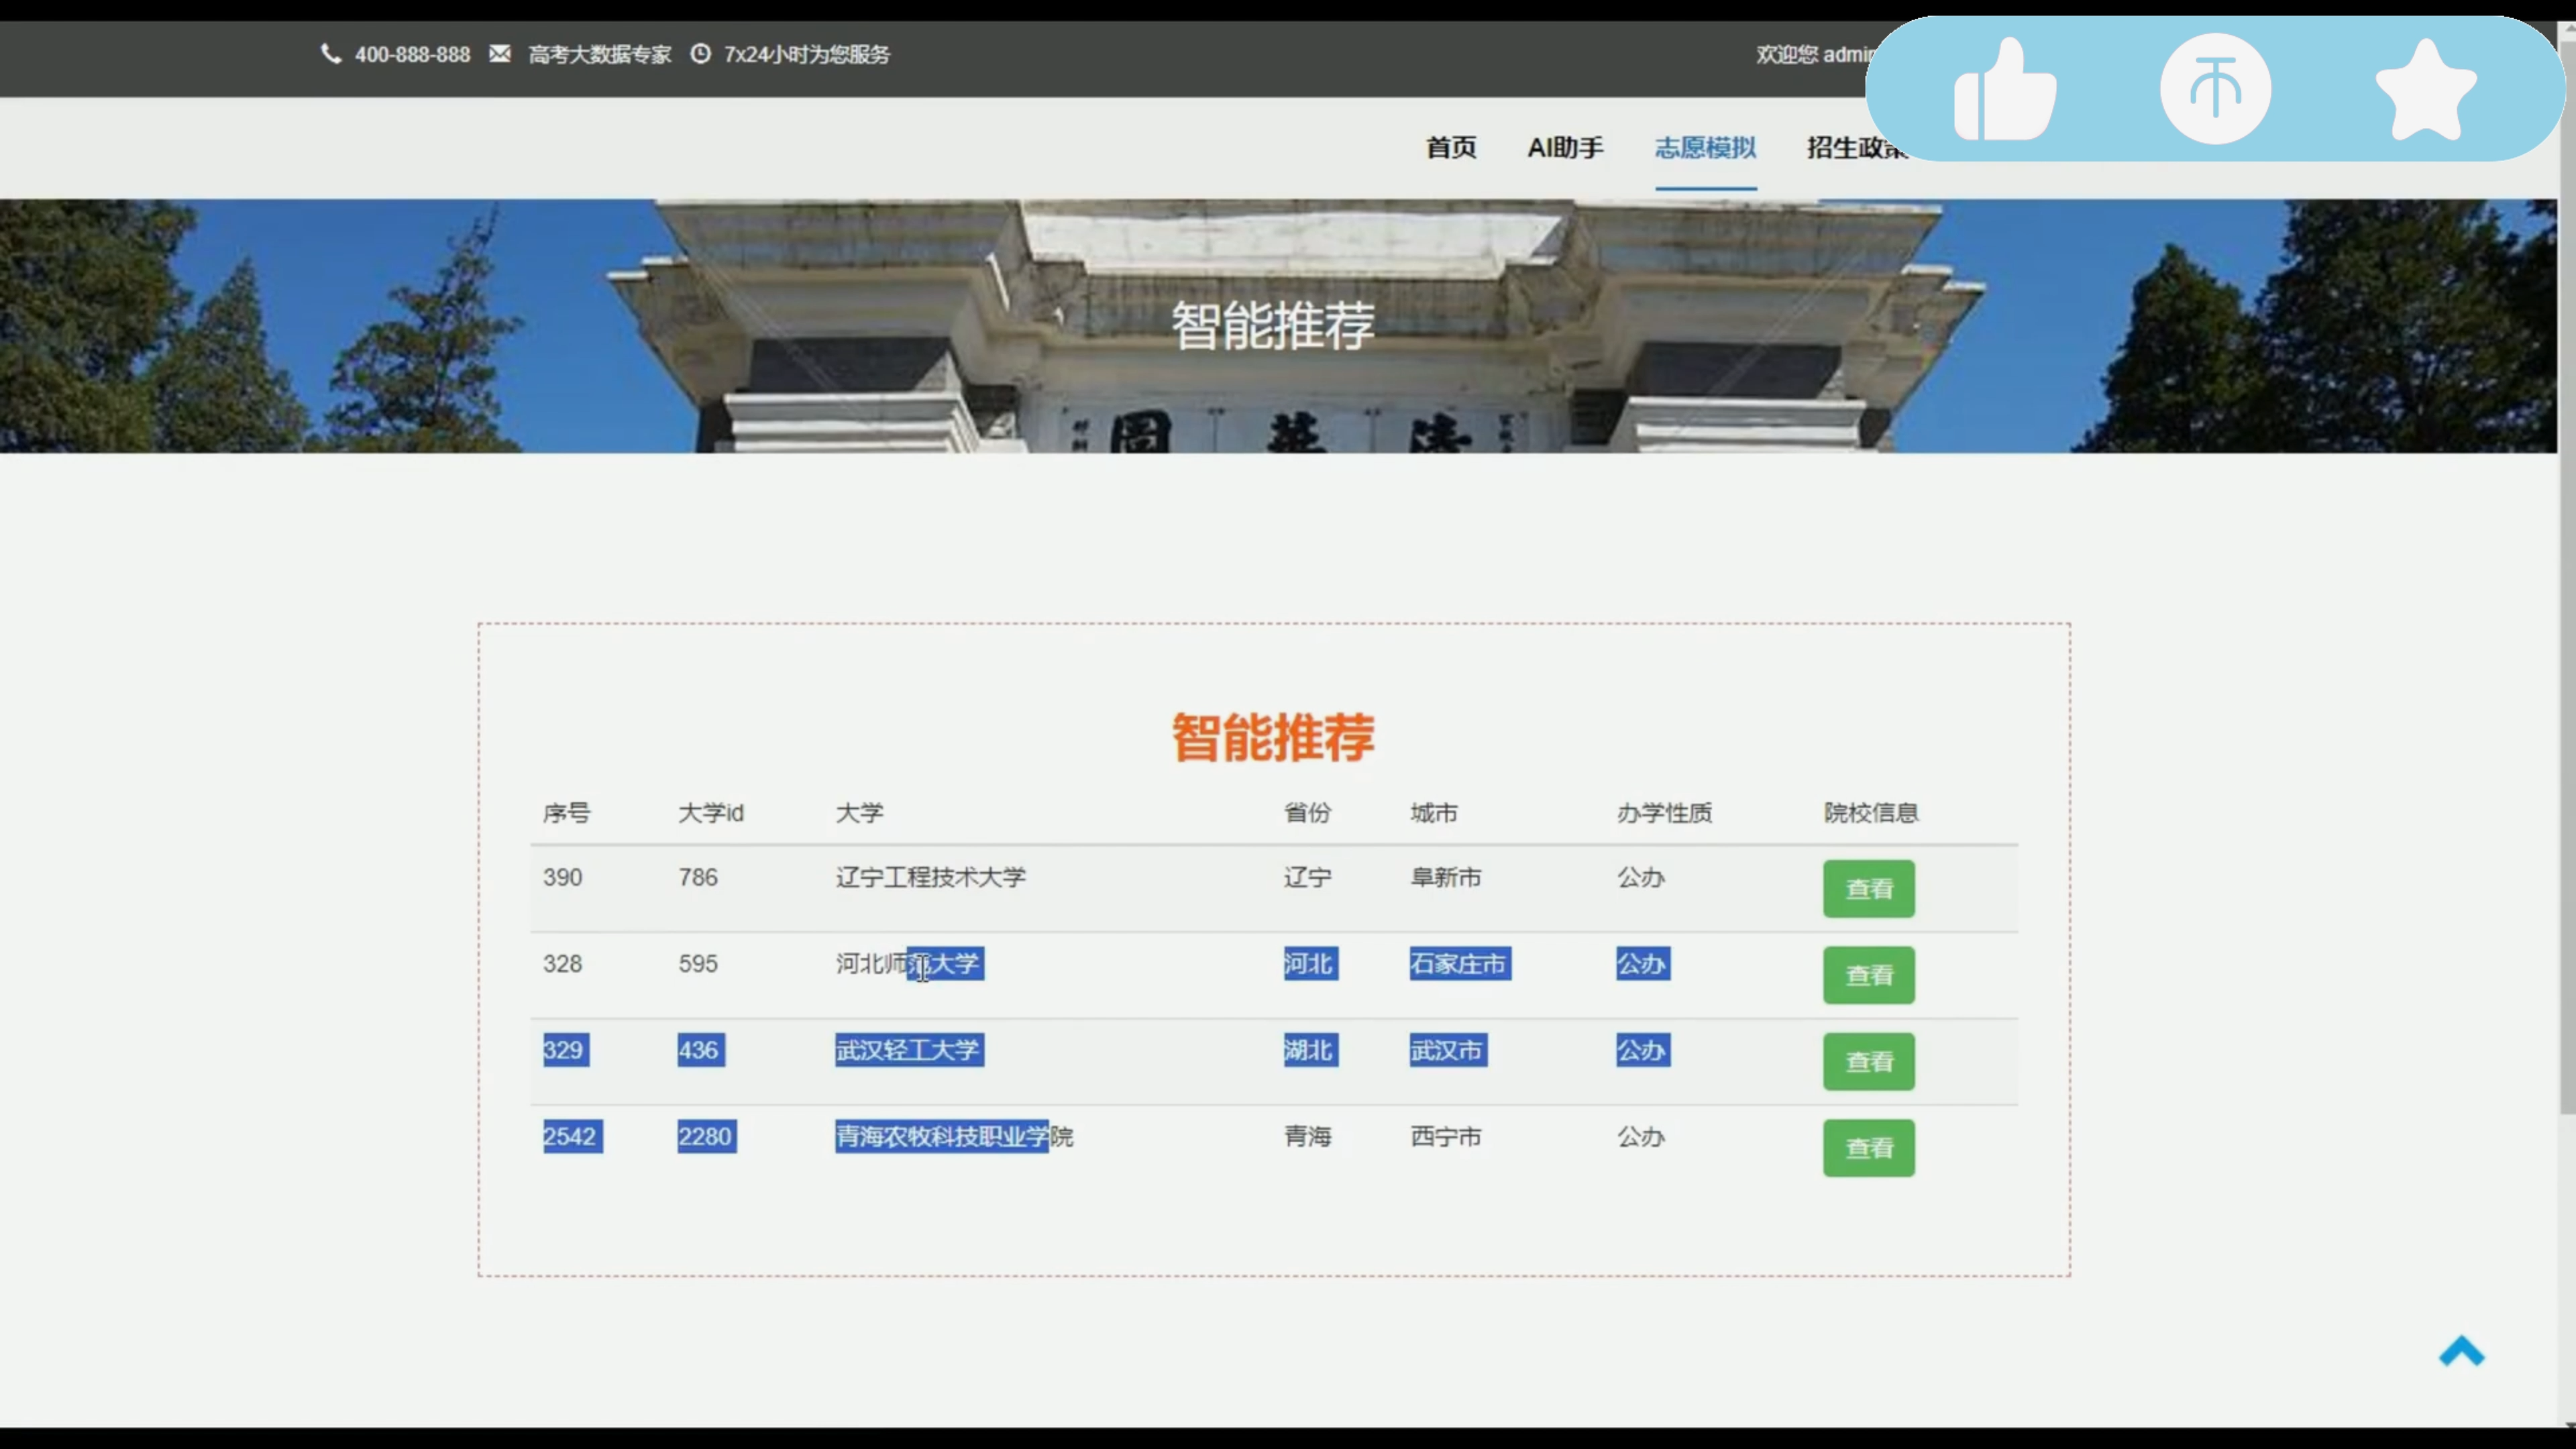 400-888-888 高考大数据专家 7x24小时为您服务
欢迎您 admin
首页 AI助手 志愿模拟 招生政策
智能推荐
園 華 清
智能推荐
序号 大学id 大学 省份 城市 办学性质 院校信息
390 786 辽宁工程技术大学 辽宁 阜新市 公办 查看
328 595 河北师范大学 河北 石家庄市 公办 查看
329 436 武汉轻工大学 湖北 武汉市 公办 查看
2542 2280 青海农牧科技职业学院 青海 西宁市 公办 查看